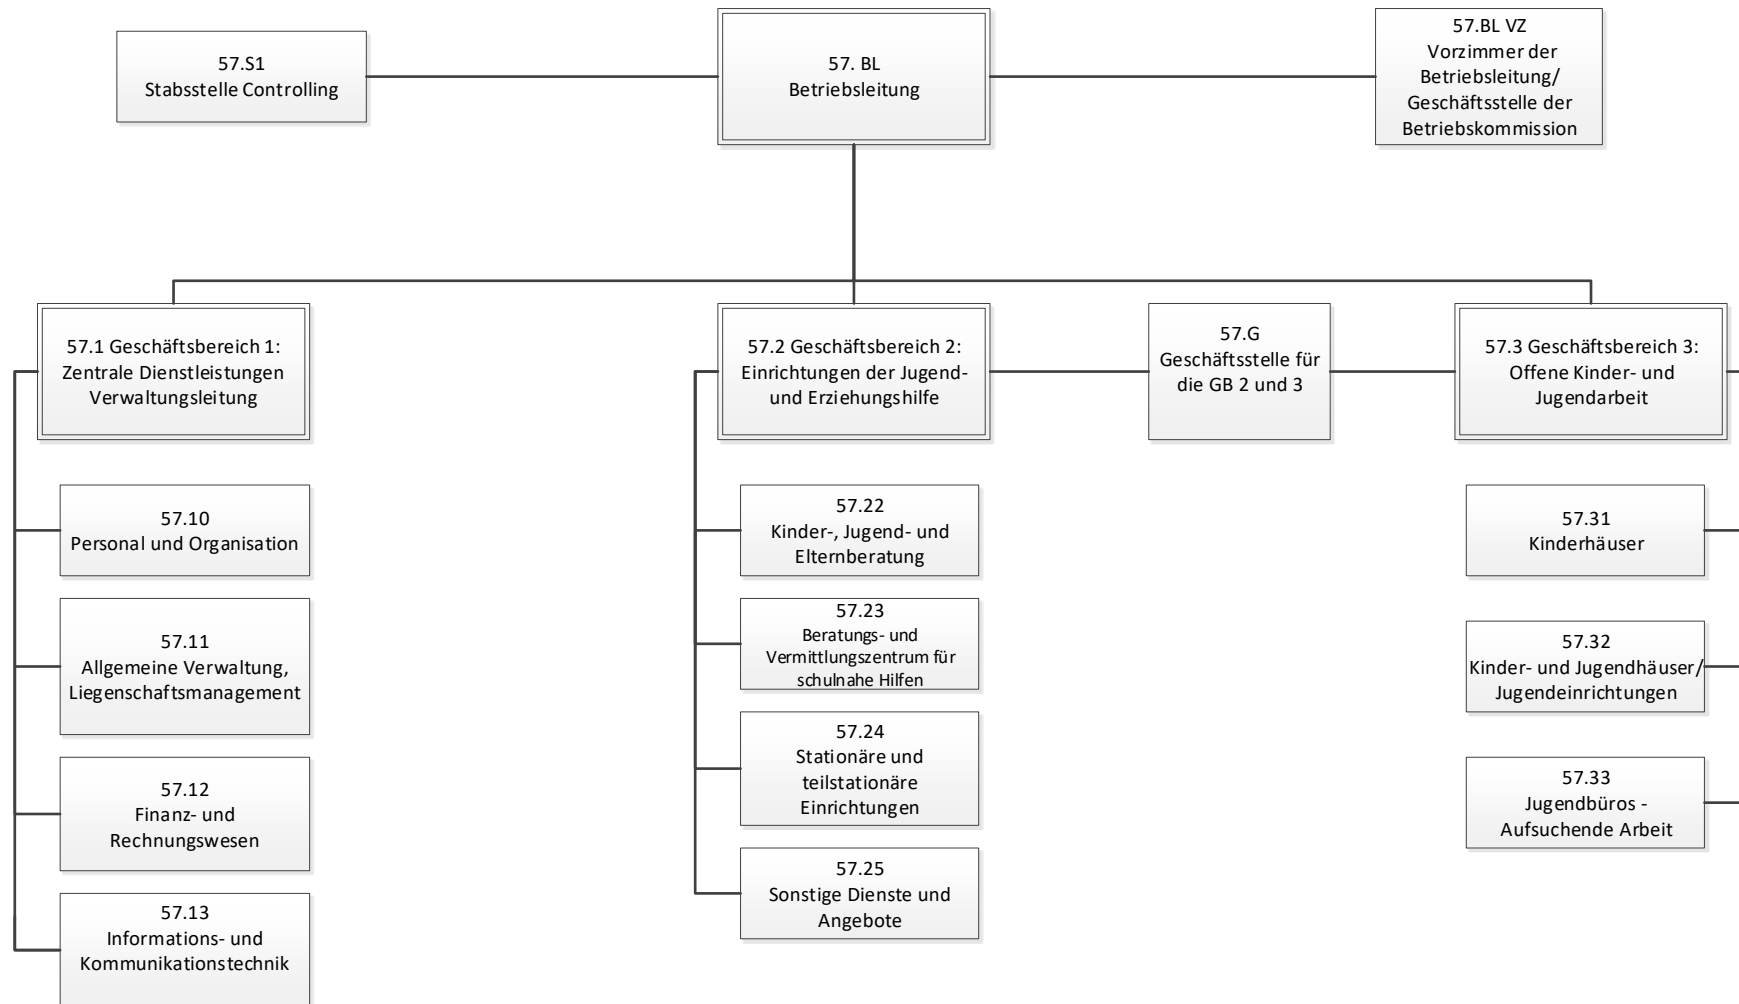 57.S1
Stabsstelle Controlling
57. BL
Betriebsleitung
57.BL VZ
Vorzimmer der
Betriebsleitung/
Geschäftsstelle der
Betriebskommission
57.1 Geschäftsbereich 1:
Zentrale Dienstleistungen
Verwaltungsleitung
57.2 Geschäftsbereich 2:
Einrichtungen der Jugend-
und Erziehungshilfe
57.G
Geschäftsstelle für
die GB 2 und 3
57.3 Geschäftsbereich 3:
Offene Kinder- und
Jugendarbeit
57.10
Personal und Organisation
57.11
Allgemeine Verwaltung,
Liegenschaftsmanagement
57.12
Finanz- und
Rechnungswesen
57.13
Informations- und
Kommunikationstechnik
57.22
Kinder-, Jugend- und
Elternberatung
57.23
Beratungs- und
Vermittlungszentrum für
schulnahe Hilfen
57.24
Stationäre und
teilstationäre
Einrichtungen
57.25
Sonstige Dienste und
Angebote
57.31
Kinderhäuser
57.32
Kinder- und Jugendhäuser/
Jugendeinrichtungen
57.33
Jugendbüros -
Aufsuchende Arbeit